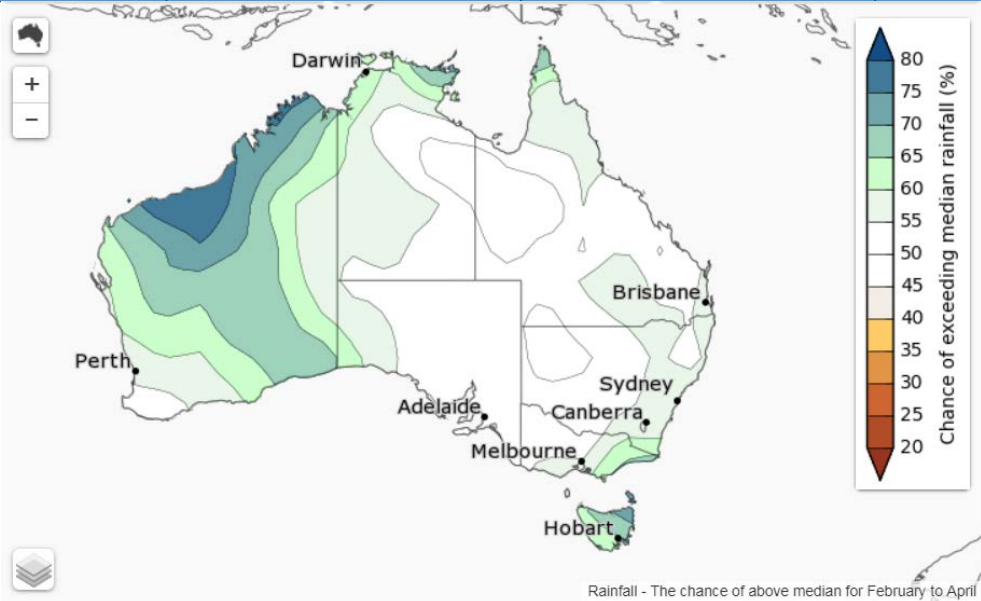 +
−
Darwin
Perth
Brisbane
Sydney
Adelaide
Canberra
Melbourne
Hobart
80
75
70
65
60
55
50
45
40
35
30
25
20
Chance of exceeding median rainfall (%)
Rainfall - The chance of above median for February to April